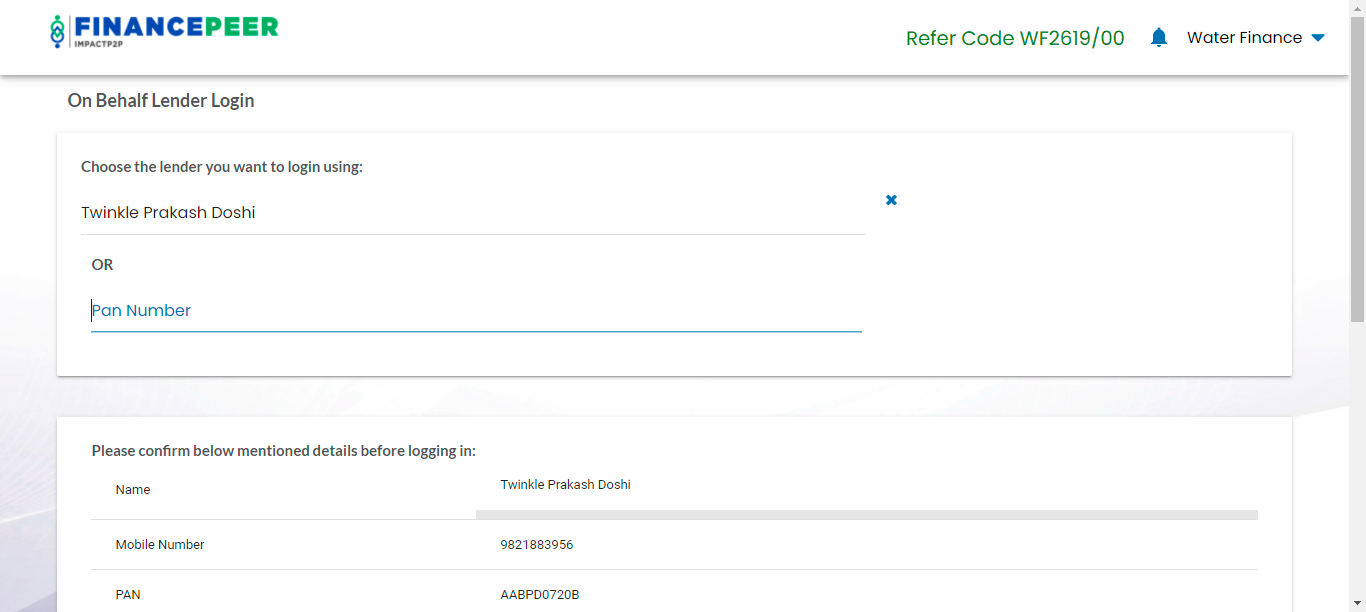 FINANCEPEER
IMPACTP2P
Refer Code WF2619/00
Water Finance
On Behalf Lender Login
Choose the lender you want to login using:
Twinkle Prakash Doshi
OR
Pan Number
Please confirm below mentioned details before logging in:
Name Twinkle Prakash Doshi
Mobile Number 9821883956
PAN AABPD0720B